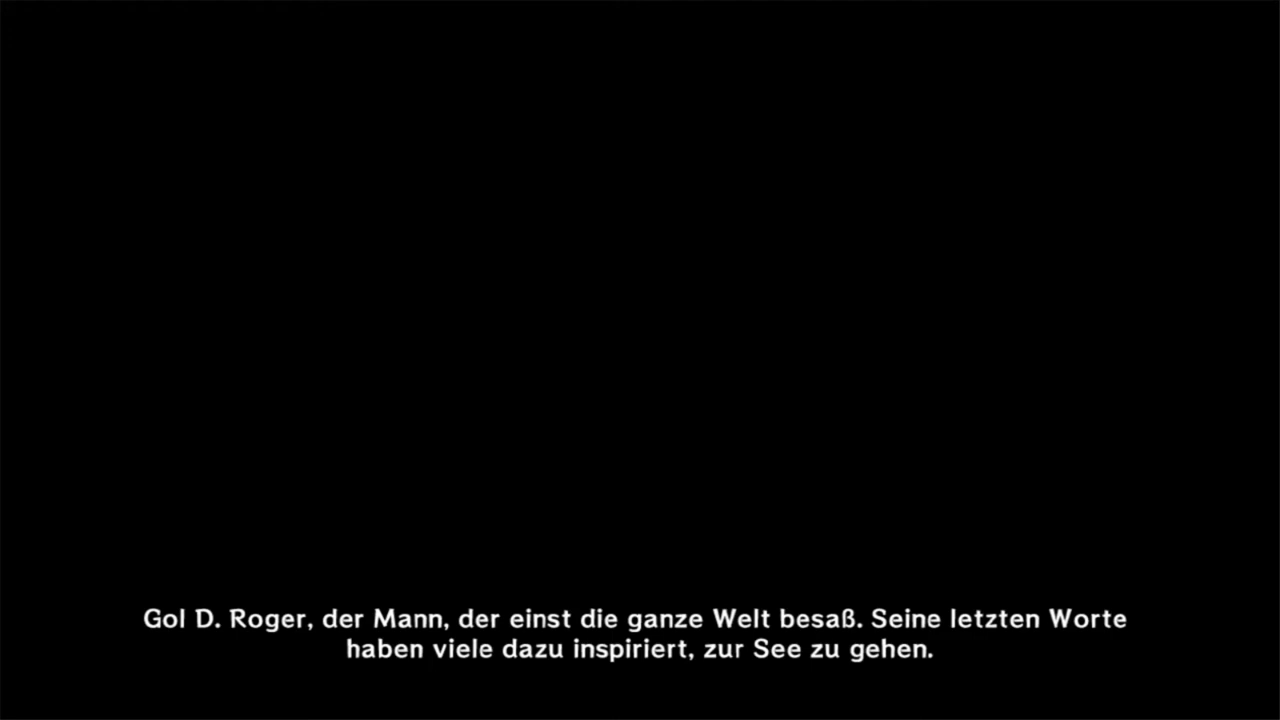 Gol D. Roger, der Mann, der einst die ganze Welt besaß. Seine letzten Worte
haben viele dazu inspiriert, zur See zu gehen.